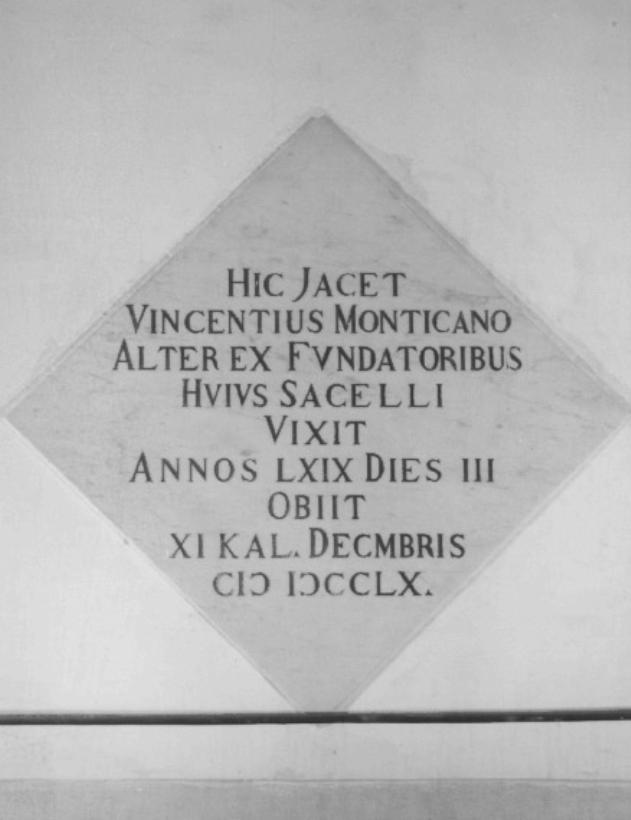 HIC JACET
VINCENTIUS MONTICANO
ALTER EX FVNDATORIBUS
HVIVS SACELLI
VIXIT
ANNOS LXIX DIES III
OBIIT
XI KAL. DECMBRIS
CIↃ IↃCCLX.